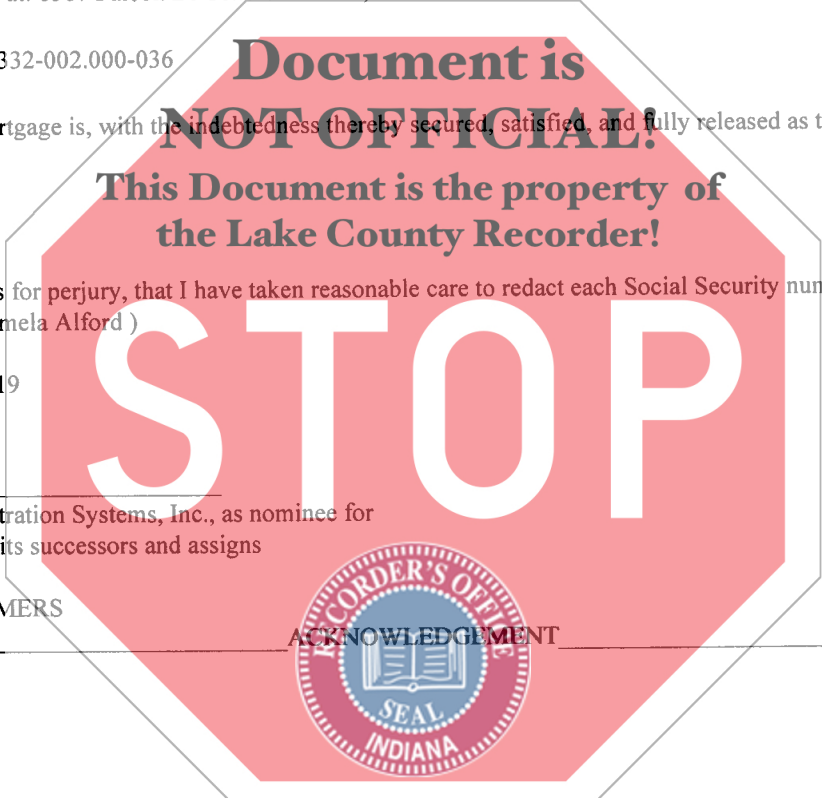 332-002.000-036
Document is
NOT OFFICIAL!
rtgage is, with the indebtedness thereby secured, satisfied, and fully released as t
This Document is the property of
the Lake County Recorder!
s for perjury, that I have taken reasonable care to redact each Social Security num
mela Alford )
STOP
19
tration Systems, Inc., as nominee for
its successors and assigns
MERS
ACKNOWLEDGEMENT
RECORDER'S OFFICE
SEAL
INDIANA